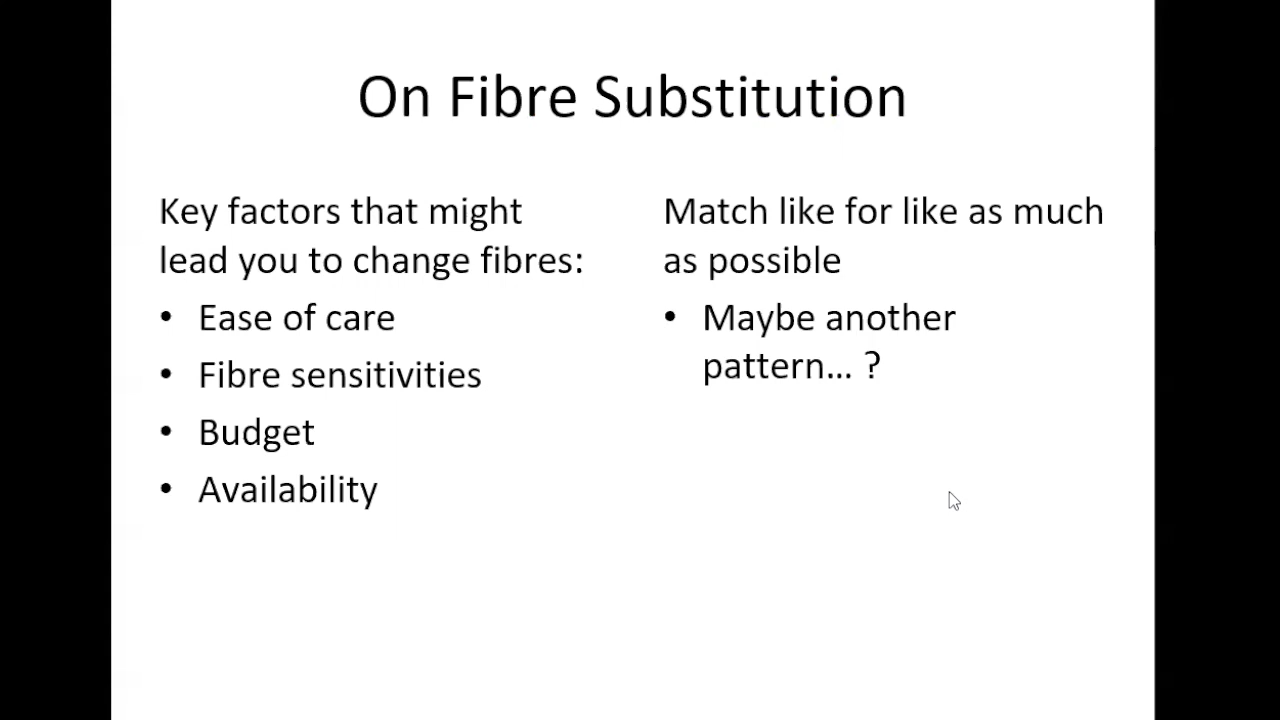 On Fibre Substitution
Key factors that might
lead you to change fibres:
• Ease of care
• Fibre sensitivities
• Budget
• Availability
Match like for like as much
as possible
• Maybe another
pattern... ?